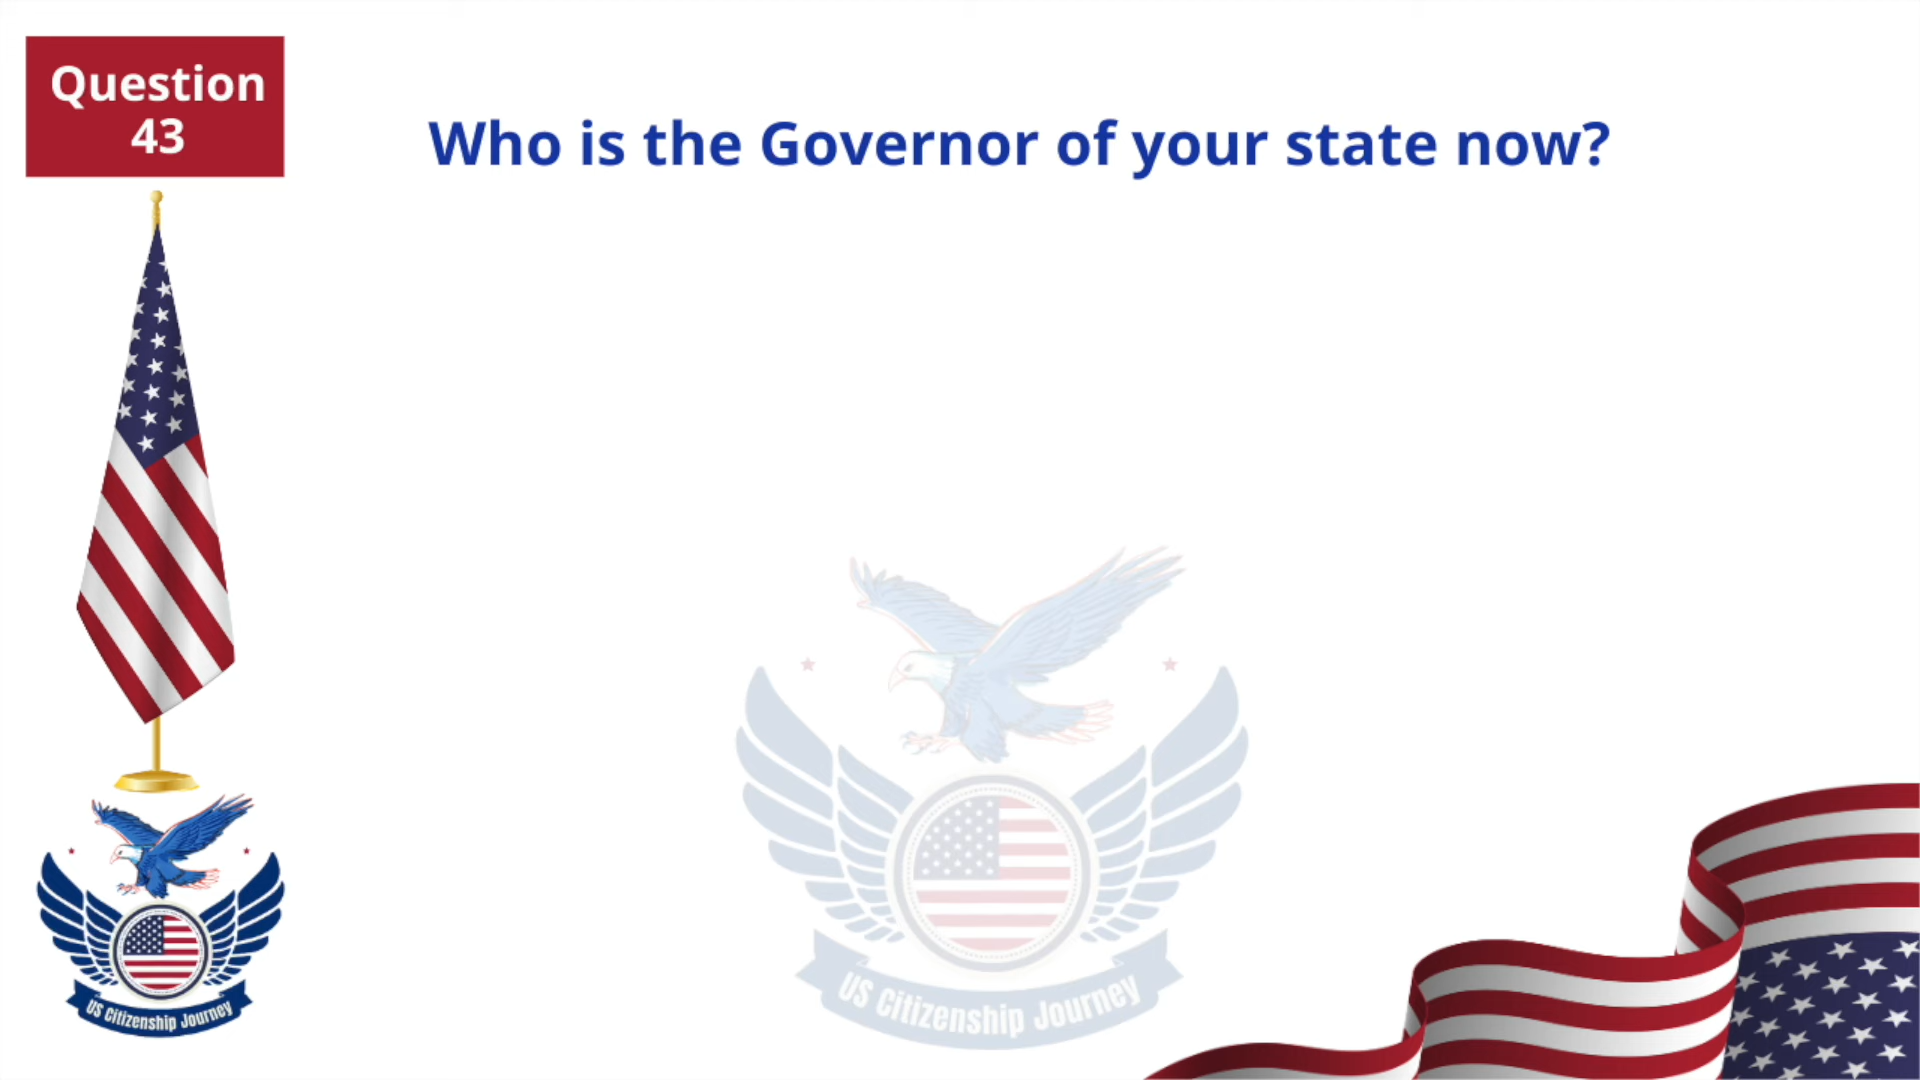 Question
43
Who is the Governor of your state now?
US Citizenship Journey
US Citizenship Journey